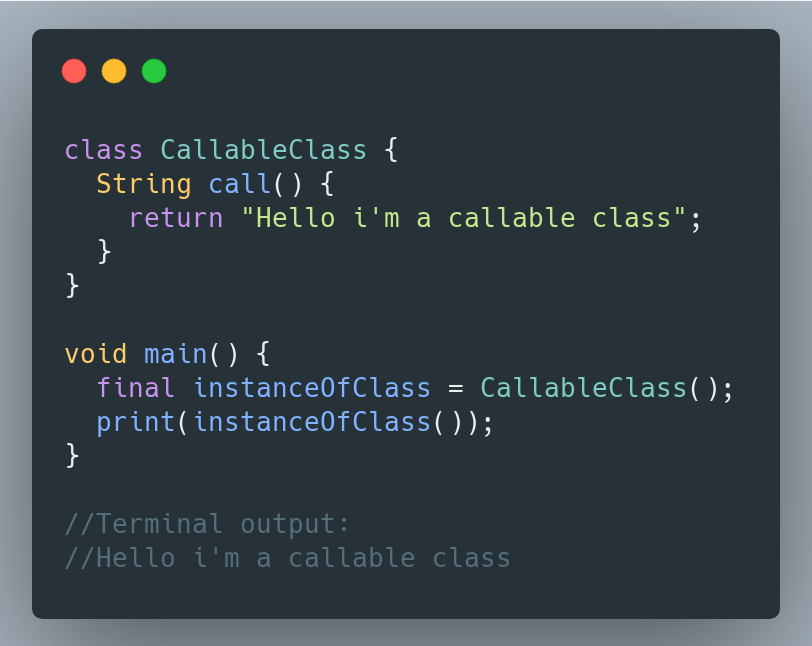 class CallableClass {
  String call() {
    return "Hello i'm a callable class";
  }
}

void main() {
  final instanceOfClass = CallableClass();
  print(instanceOfClass());
}

//Terminal output:
//Hello i'm a callable class